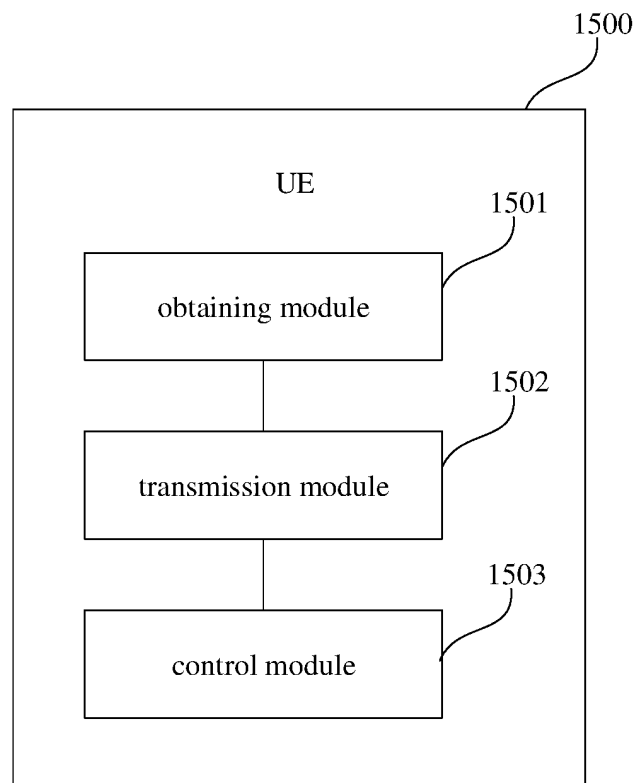 1500
UE
1501
obtaining module
1502
transmission module
1503
control module